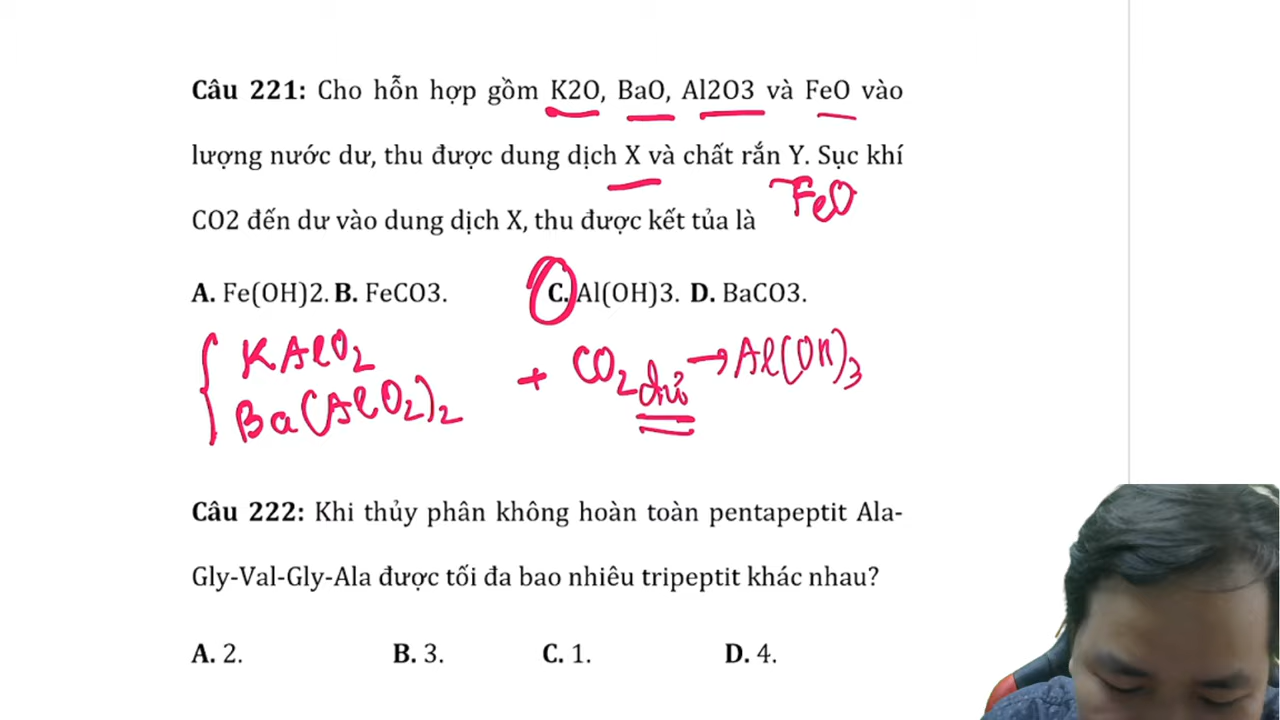 Câu 221: Cho hỗn hợp gồm K2O, BaO, Al2O3 và FeO vào
lượng nước dư, thu được dung dịch X và chất rắn Y. Sục khí
FeO
CO2 đến dư vào dung dịch X, thu được kết tủa là
A. Fe(OH)2. B. FeCO3. C. Al(OH)3. D. BaCO3.
KAlO2
Ba(AlO2)2 + CO2 dư → Al(OH)3
Câu 222: Khi thủy phân không hoàn toàn pentapeptit Ala-
Gly-Val-Gly-Ala được tối đa bao nhiêu tripeptit khác nhau?
A. 2. B. 3. C. 1. D. 4.